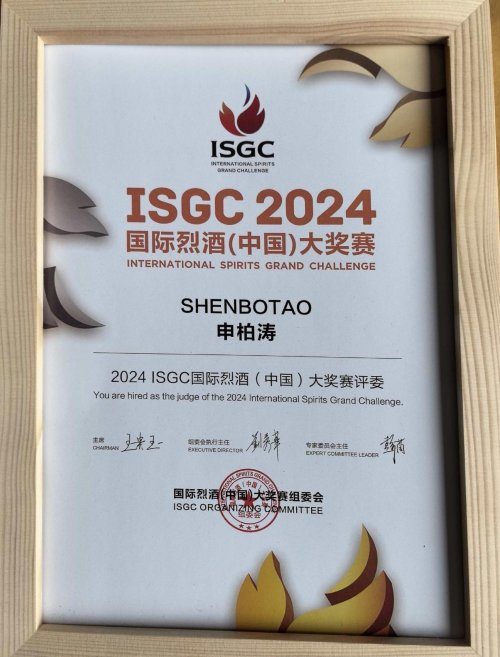 ISGC
INTERNATIONAL SPIRITS
GRAND CHALLENGE
ISGC 2024
国际烈酒(中国)大奖赛
INTERNATIONAL SPIRITS GRAND CHALLENGE
SHENBOTAO
申柏涛
2024 ISGC国际烈酒（中国）大奖赛评委
You are hired as the judge of the 2024 International Spirits Grand Challenge.
主席
CHAIRMAN
组委会执行主任
EXECUTIVE DIRECTOR
专家委员会主任
EXPERT COMMITTEE LEADER
国际烈酒(中国)大奖赛组委会
ISGC ORGANIZING COMMITTEE
组委会